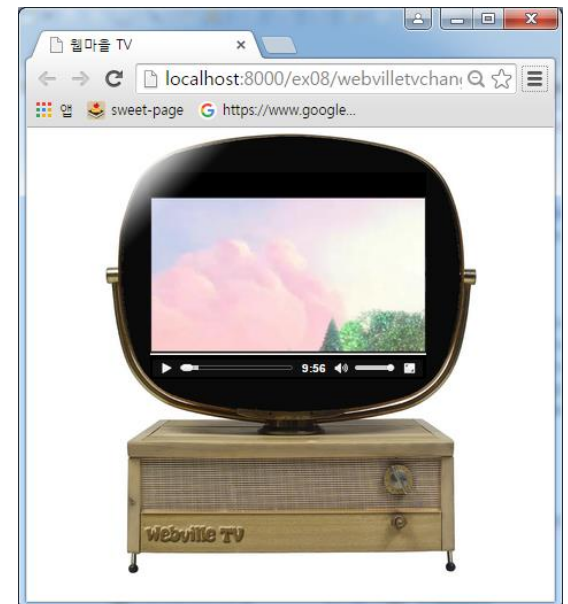 웹마을 TV
localhost:8000/ex08/webvilletvchan
앱 sweet-page https://www.google...
9:56
Webville TV